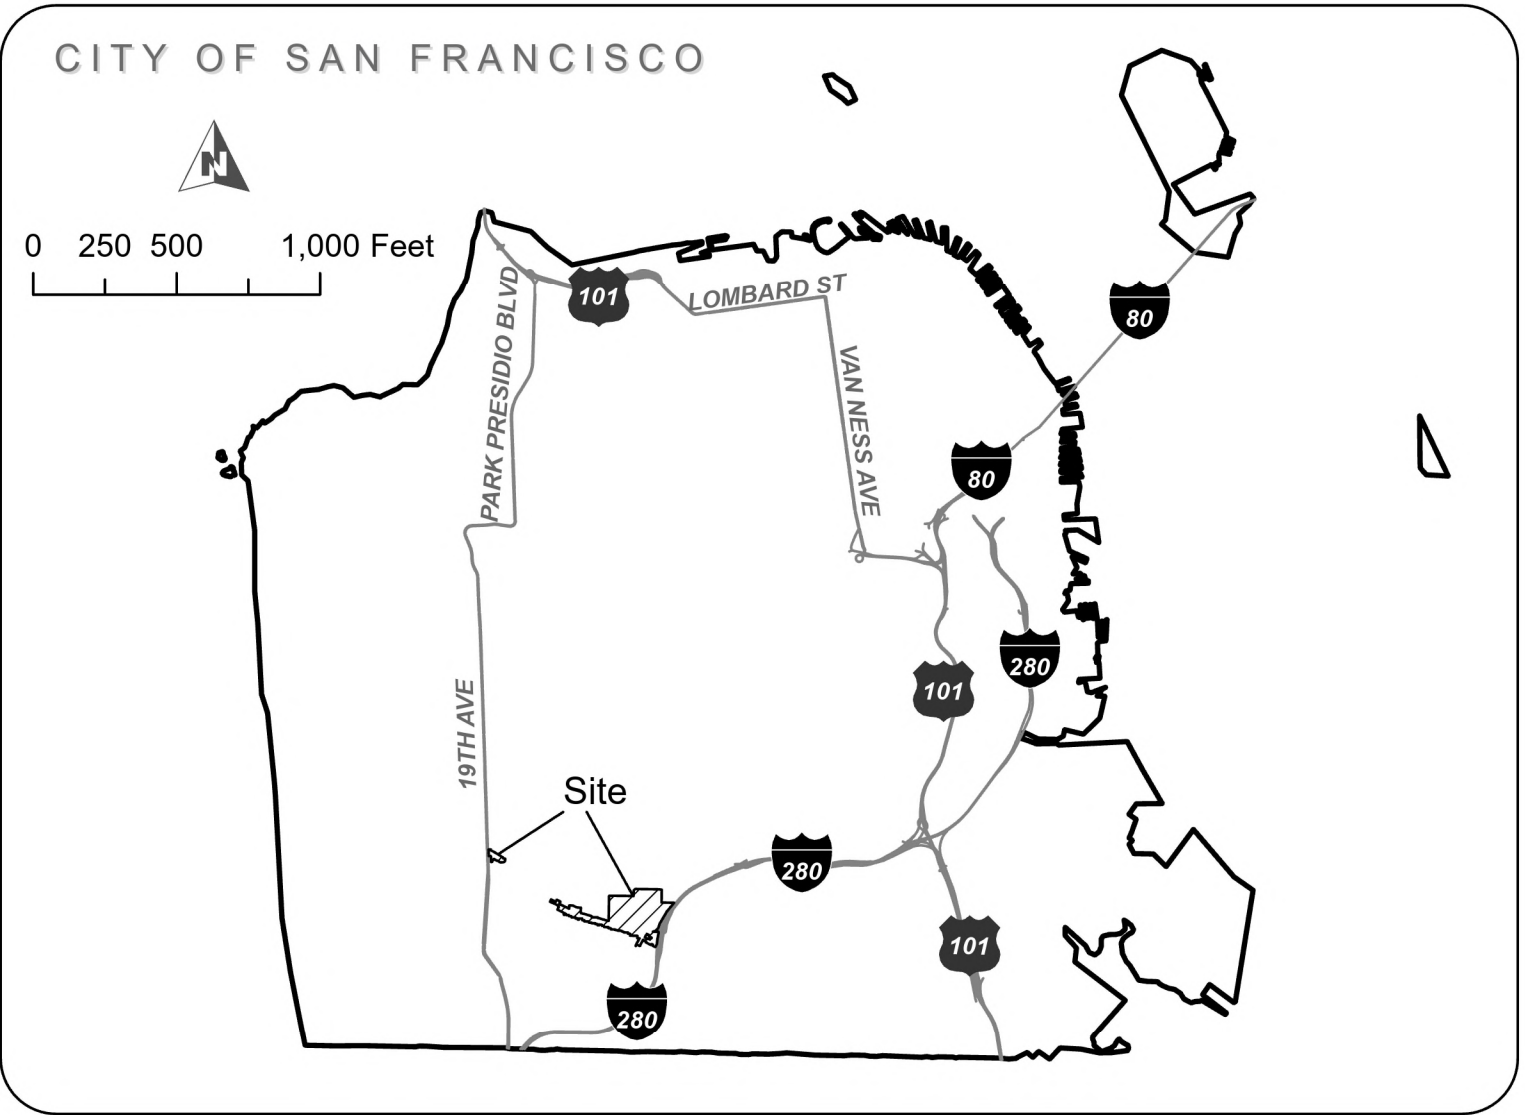 CITY OF SAN FRANCISCO
N
0 250 500 1,000 Feet
101
LOMBARD ST
80
PARK PRESIDIO BLVD
VAN NESS AVE
80
280
101
19TH AVE
Site
280
101
280